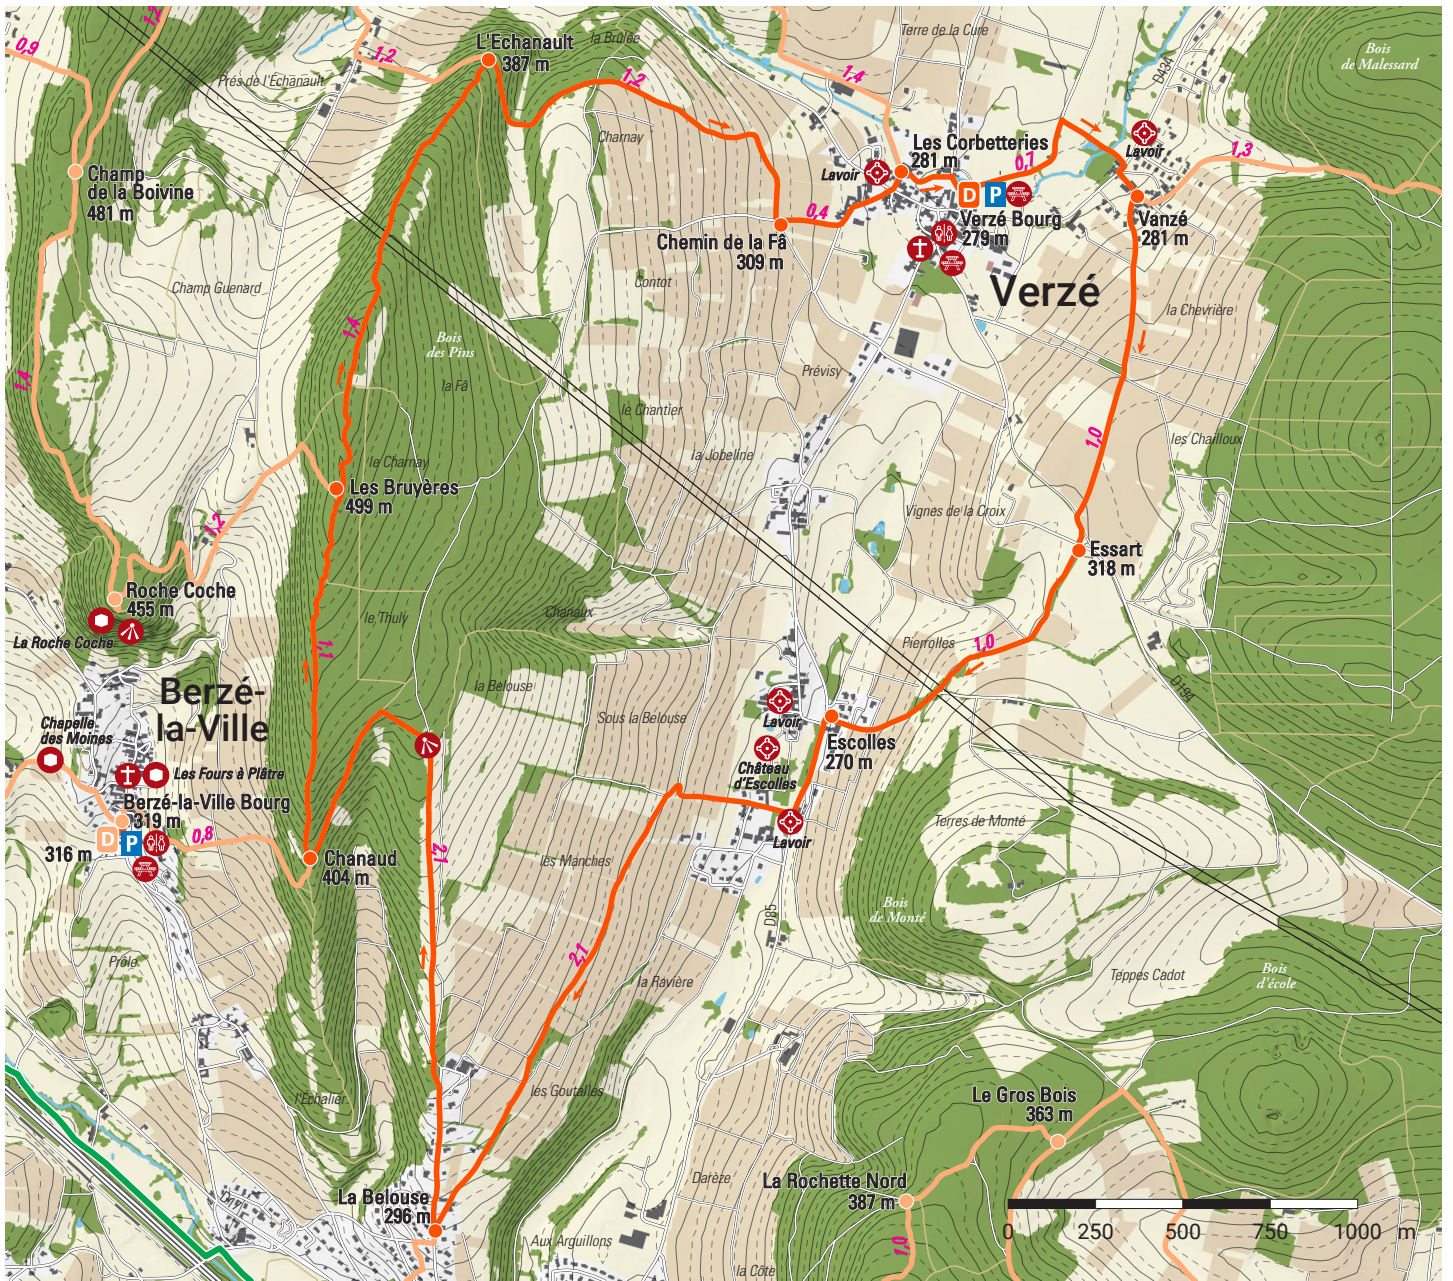 0,9
1,2
Prés de l'Échanault
1,2
L'Echanault
387 m
la Brûlée
1,2
1,4
Terre de la Cure
D434
Bois
de Malessard
Charnay
Les Corbetteries
281 m
0,7
Lavoir
Lavoir
1,3
Champ
de la Boivine
481 m
D
P
0,4
Verzé Bourg
279 m
Vanzé
281 m
Chemin de la Fâ
309 m
Verzé
Champ Guenard
Contot
la Chevrière
1,4
1,4
Bois
des Pins
la Fâ
Prévisy
le Chantier
1,0
les Chailloux
la Jobeline
le Charnay
Les Bruyères
499 m
Vignes de la Croix
1,2
Essart
318 m
Roche Coche
455 m
La Roche Coche
le Thuly
Chanaux
1,1
Pierrolles
1,0
D194
Berzé-
la-Ville
la Belouse
Sous la Belouse
Lavoir
Chapelle
des Moines
Escolles
270 m
Château
d'Escolles
Les Fours à Plâtre
Berzé-la-Ville Bourg
319 m
D
P
316 m
0,8
Terres de Monté
Lavoir
Chanaud
404 m
2,1
les Manches
Bois
de Monté
D85
2,1
Prôle
la Ravière
Teppes Cadot
Bois
d'école
l'Échalier
les Goutalles
Le Gros Bois
363 m
La Belouse
296 m
Darèze
La Rochette Nord
387 m
1,0
Aux Arguillons
la Côte
0 250 500 750 1000 m